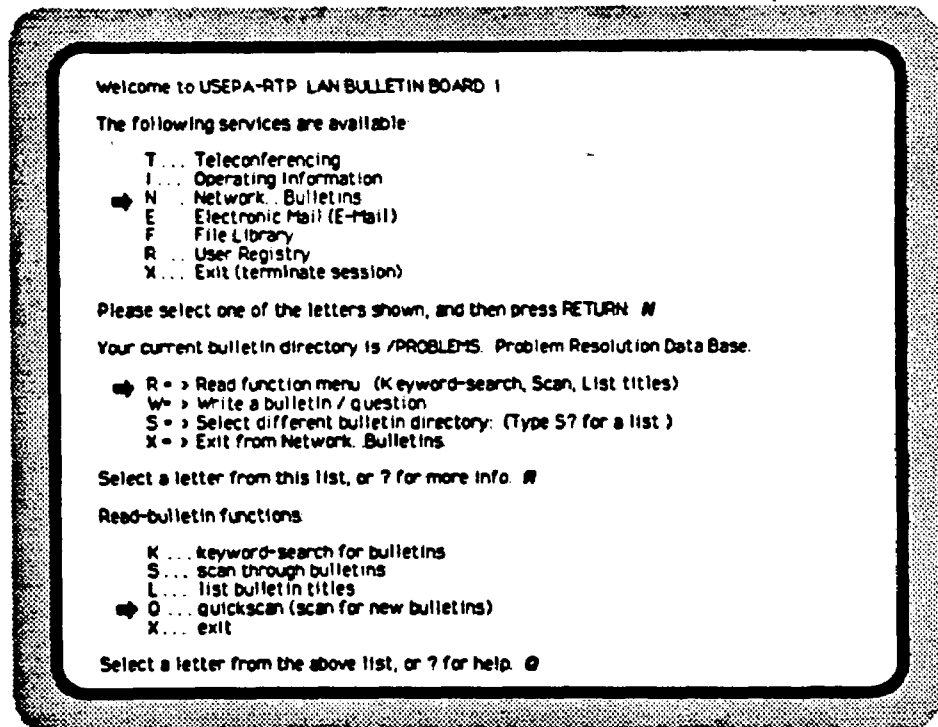 Welcome to USEPA-RTP LAN BULLETIN BOARD !
The following services are available:
T ... Teleconferencing
I ... Operating Information
➡ N . Network. . Bulletins
E Electronic Mail (E-Mail)
F File Library
R .. User Registry
X ... Exit (terminate session)
Please select one of the letters shown, and then press RETURN: N
Your current bulletin directory is /PROBLEMS. Problem Resolution Data Base.
➡ R = > Read function menu (Keyword-search, Scan, List titles)
W= > Write a bulletin / question
S = > Select different bulletin directory: (Type S? for a list )
X = > Exit from Network. .Bulletins
Select a letter from this list, or ? for more info. R
Read-bulletin functions
K ... keyword-search for bulletins
S ... scan through bulletins
L ... list bulletin titles
➡ Q ... quickscan (scan for new bulletins)
X ... exit
Select a letter from the above list, or ? for help. Q